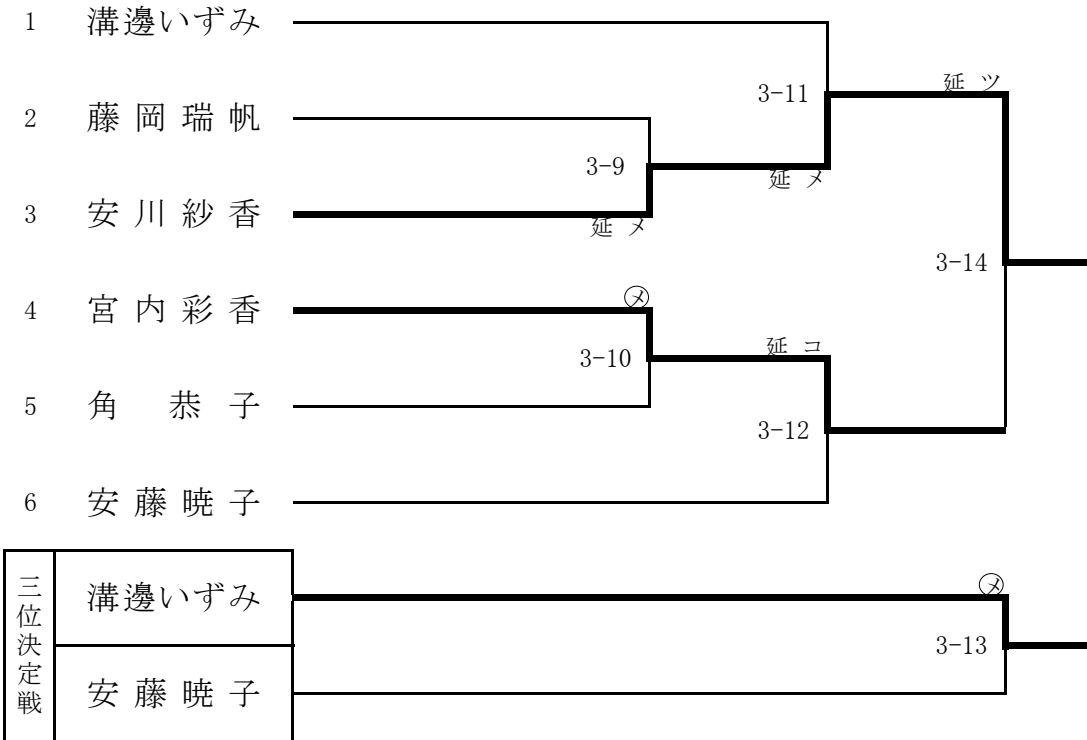 1 溝邊いずみ
延 ツ
3-11
2 藤岡瑞帆
3-9
延 メ
3 安川紗香
延 メ
3-14
4 宮内彩香
㋱
延 コ
3-10
5 角 恭子
3-12
6 安藤暁子
三位決定戦
溝邊いずみ
㋱
3-13
安藤暁子